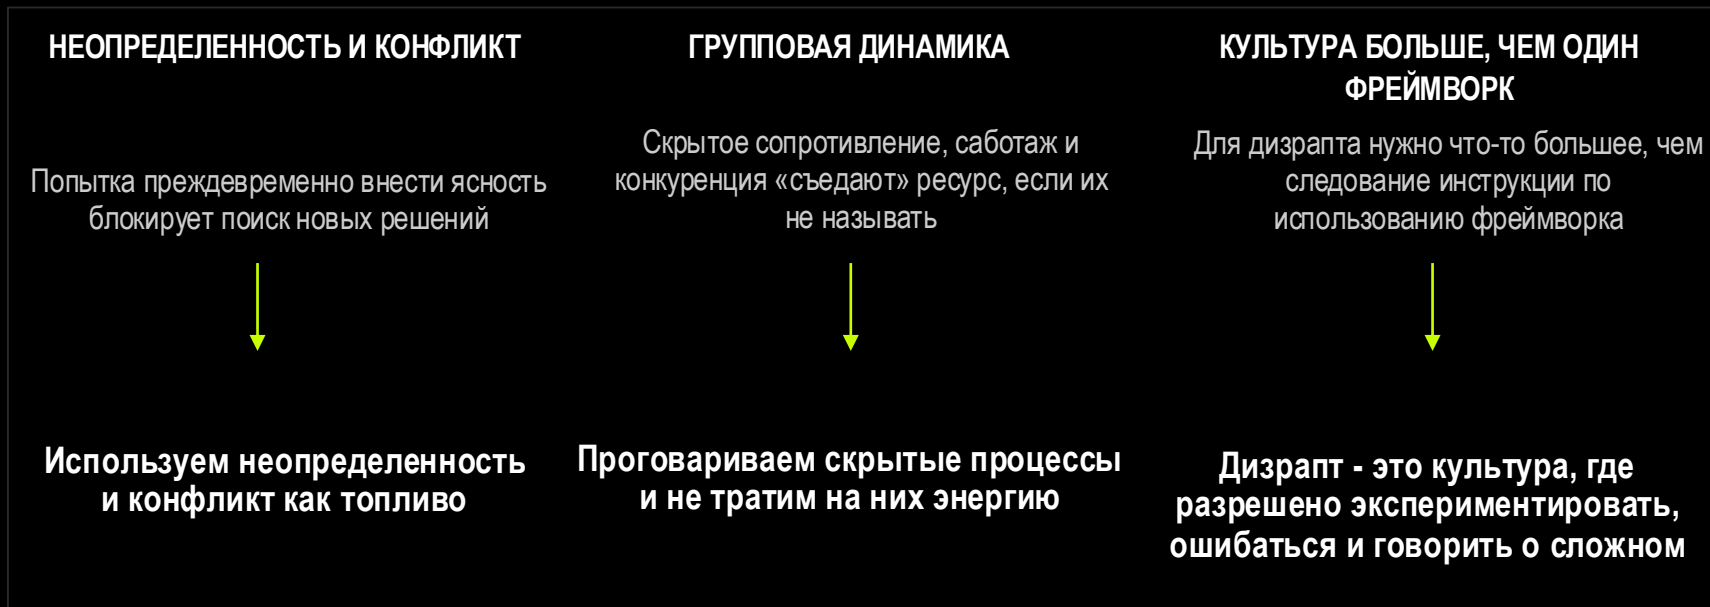 НЕОПРЕДЕЛЕННОСТЬ И КОНФЛИКТ
Попытка преждевременно внести ясность
блокирует поиск новых решений
Используем неопределенность
и конфликт как топливо
ГРУППОВАЯ ДИНАМИКА
Скрытое сопротивление, саботаж и
конкуренция «съедают» ресурс, если их
не называть
Проговариваем скрытые процессы
и не тратим на них энергию
КУЛЬТУРА БОЛЬШЕ, ЧЕМ ОДИН
ФРЕЙМВОРК
Для дизрапта нужно что-то большее, чем
следование инструкции по
использованию фреймворка
Дизрапт - это культура, где
разрешено экспериментировать,
ошибаться и говорить о сложном